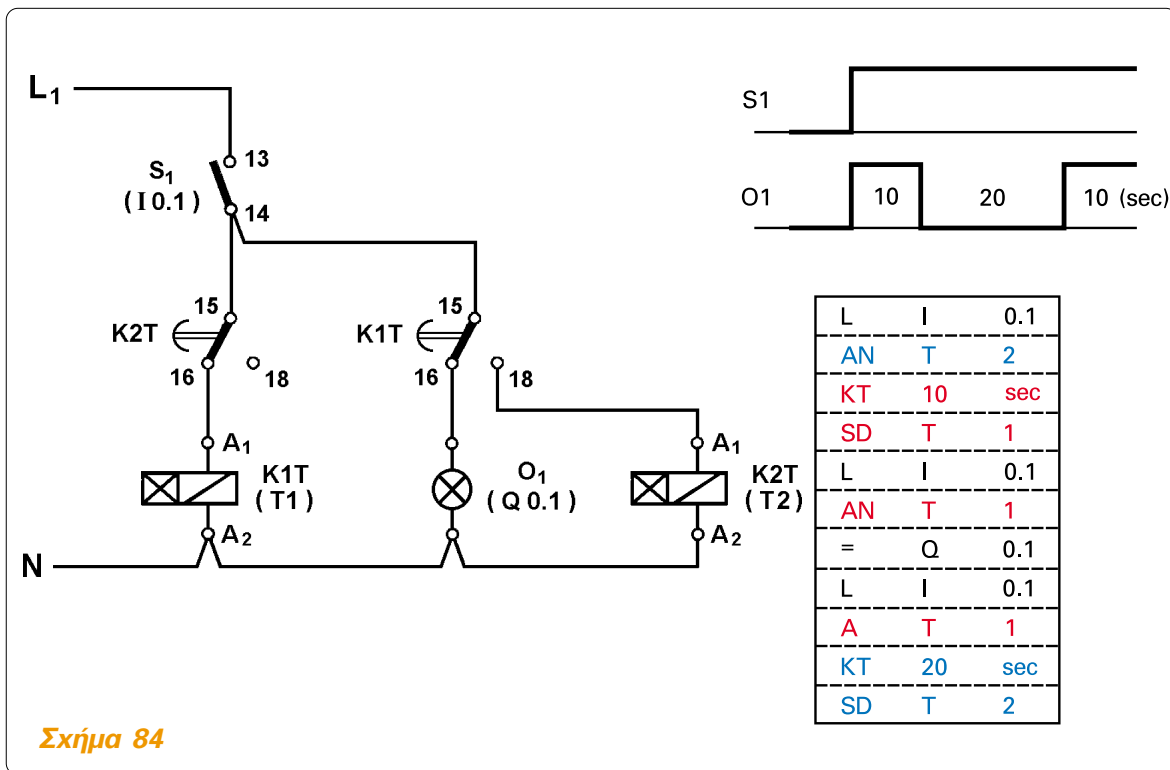 L1
S1
( I 0.1 )
13
14
K2T
15
16
18
K1T
15
16
18
A1
K1T
( T1 )
A2
O1
( Q 0.1 )
A1
K2T
( T2 )
A2
N
S1
O1
10 20 10 (sec)
L I 0.1
AN T 2
KT 10 sec
SD T 1
L I 0.1
AN T 1
= Q 0.1
L I 0.1
A T 1
KT 20 sec
SD T 2
Σχήμα 84